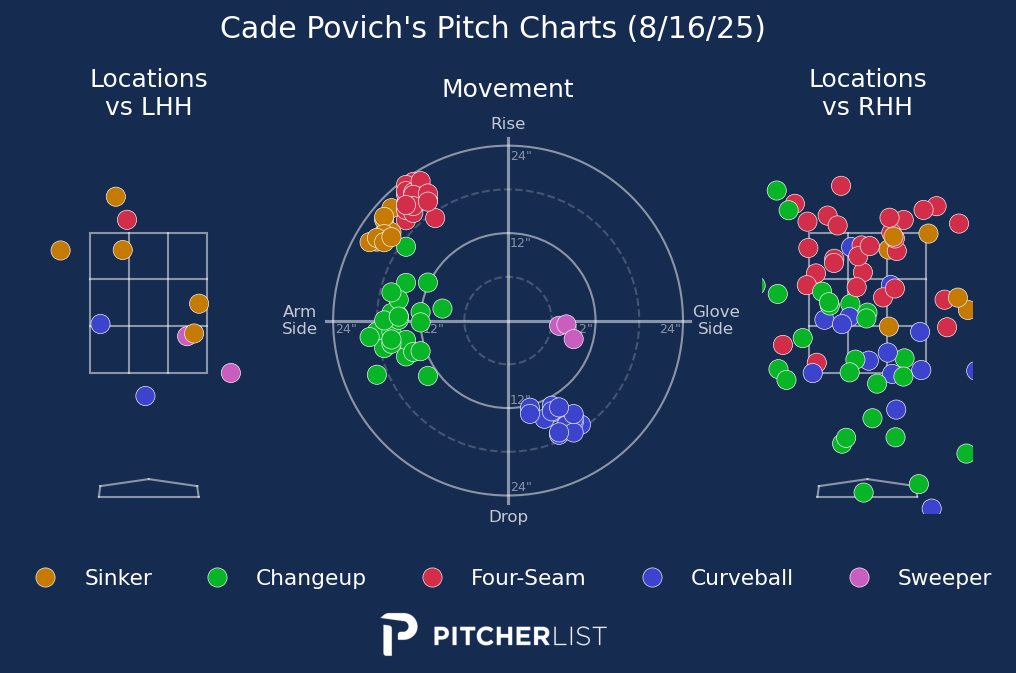 Cade Povich's Pitch Charts (8/16/25)
Locations
vs LHH
Movement
Locations
vs RHH
Rise
24"
12"
Arm
Side
24"
12"
24"
Glove
Side
12"
24"
Drop
Sinker
Changeup
Four-Seam
Curveball
Sweeper
PITCHERLIST